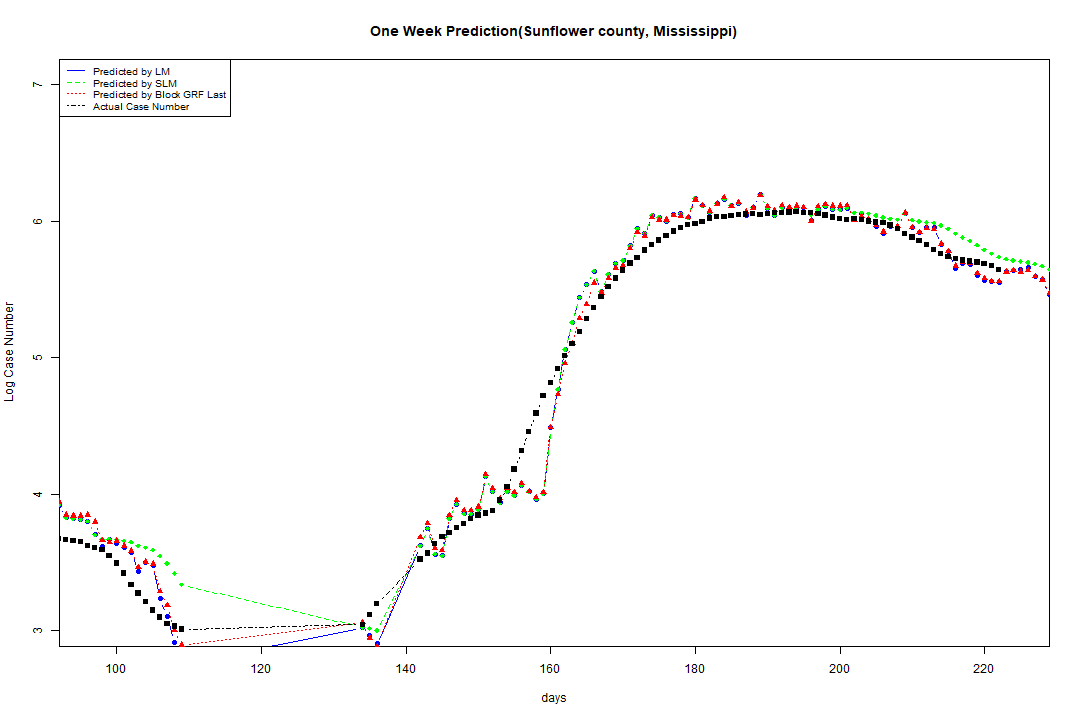 One Week Prediction(Sunflower county, Mississippi)
Predicted by LM
Predicted by SLM
Predicted by Block GRF Last
Actual Case Number
7
6
5
4
3
Log Case Number
100 120 140 160 180 200 220
days